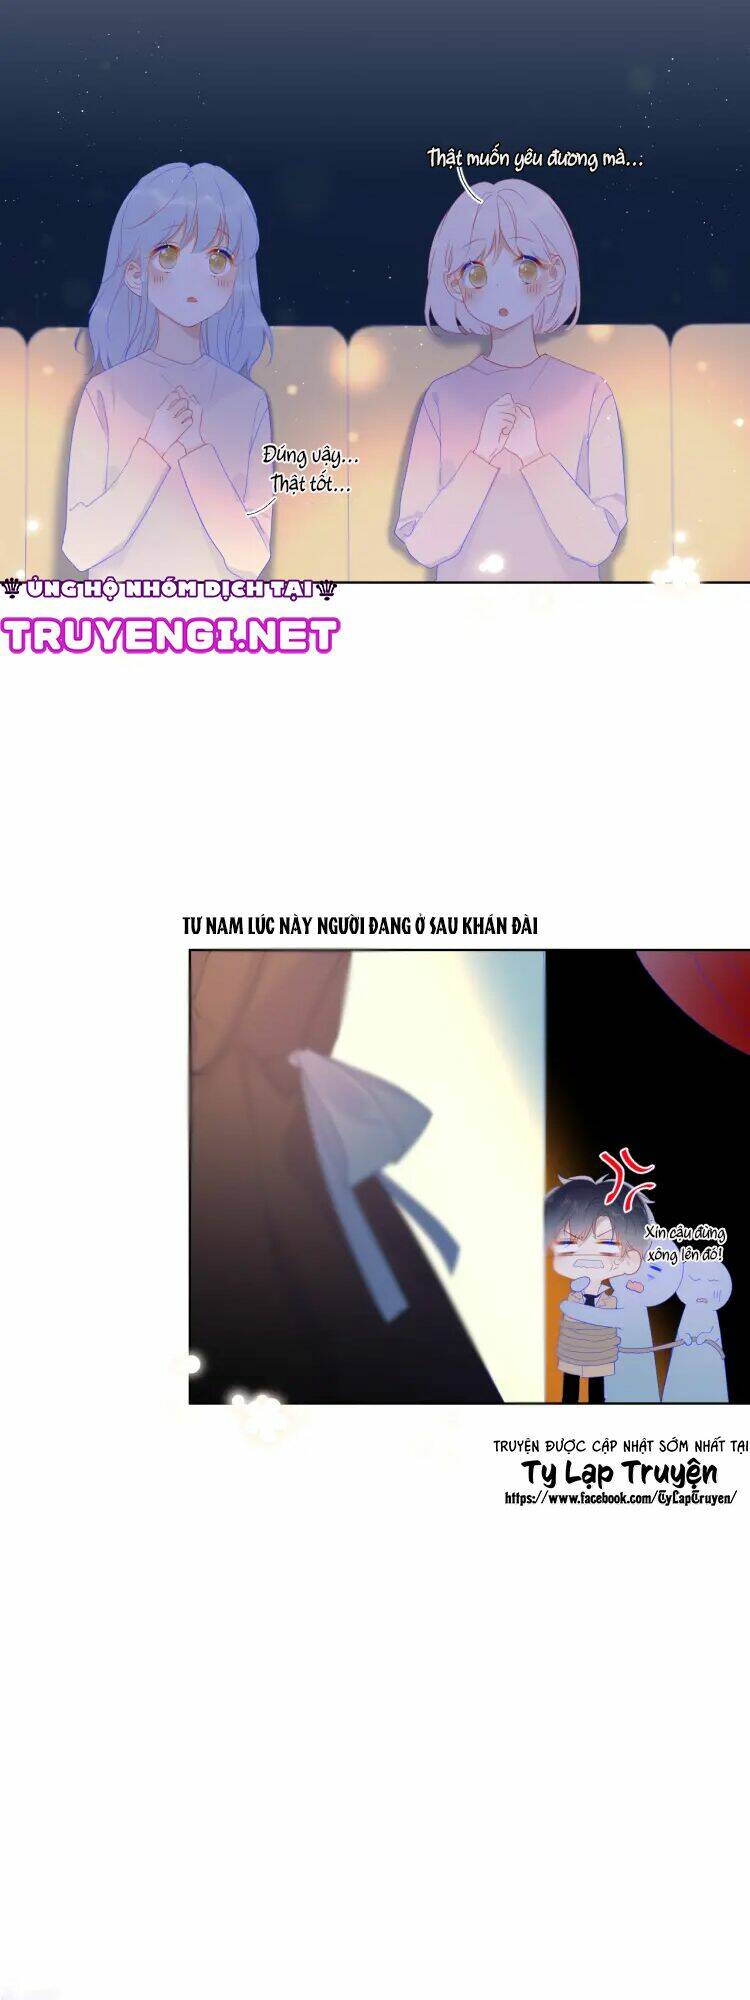 Thật muốn yêu đương mà...
Đúng vậy...
Thật tốt...
ỦNG HỘ NHÓM DỊCH TẠI
TRUYENGI.NET
TƯ NAM LÚC NÀY NGƯỜI ĐANG Ở SAU KHÁN ĐÀI
Xin cậu đừng
xông lên đó!
TRUYỆN ĐƯỢC CẬP NHẬT SỚM NHẤT TẠI
Ty Lạp Truyện
https://www.facebook.com/TyLapTruyen/